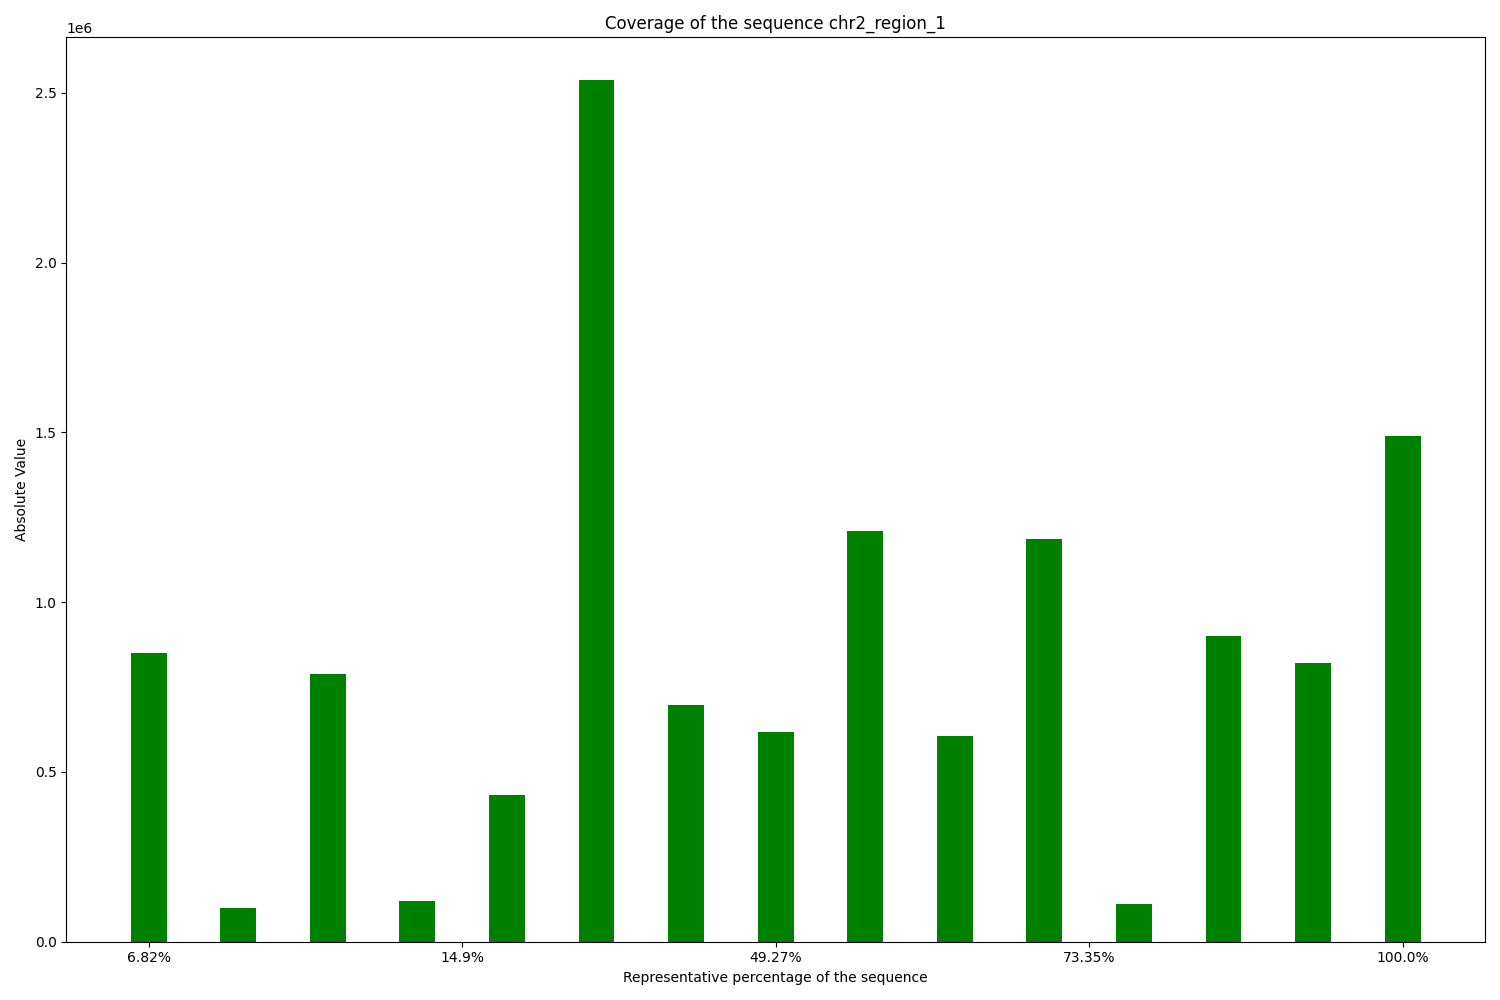 Coverage of the sequence chr2_region_1
1e6
2.5
2.0
1.5
1.0
0.5
0.0
Absolute Value
6.82% 14.9% 49.27% 73.35% 100.0%
Representative percentage of the sequence